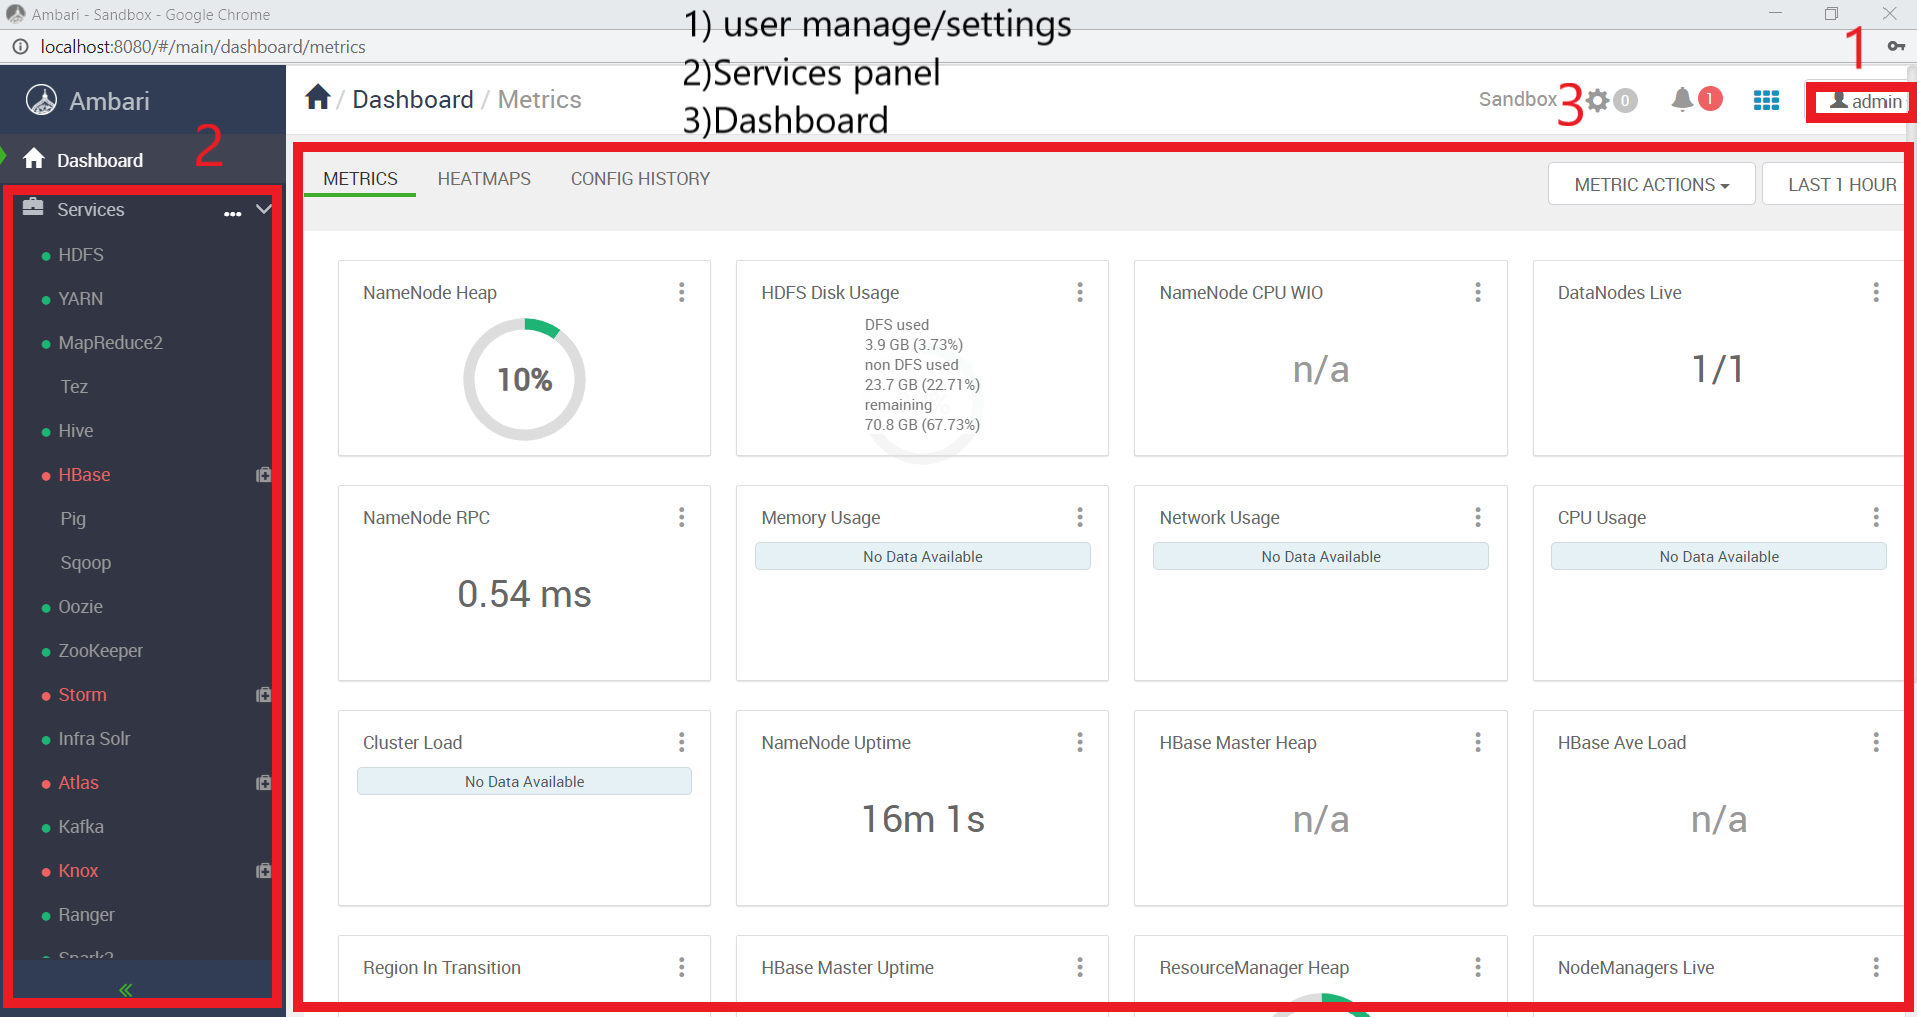 Ambari - Sandbox - Google Chrome
1) user manage/settings
localhost:8080/#/main/dashboard/metrics
1
2)Services panel
Ambari
Dashboard / Metrics
3)Dashboard
Sandbox
3
0
1
admin
2
Dashboard
Services
HDFS
YARN
MapReduce2
Tez
Hive
HBase
Pig
Sqoop
Oozie
ZooKeeper
Storm
Infra Solr
Atlas
Kafka
Knox
Ranger
Spark2
METRICS
HEATMAPS
CONFIG HISTORY
METRIC ACTIONS
LAST 1 HOUR
NameNode Heap
10%
HDFS Disk Usage
DFS used
3.9 GB (3.73%)
non DFS used
23.7 GB (22.71%)
remaining
70.8 GB (67.73%)
NameNode CPU WIO
n/a
DataNodes Live
1/1
NameNode RPC
0.54 ms
Memory Usage
No Data Available
Network Usage
No Data Available
CPU Usage
No Data Available
Cluster Load
No Data Available
NameNode Uptime
16m 1s
HBase Master Heap
n/a
HBase Ave Load
n/a
Region In Transition
HBase Master Uptime
ResourceManager Heap
NodeManagers Live